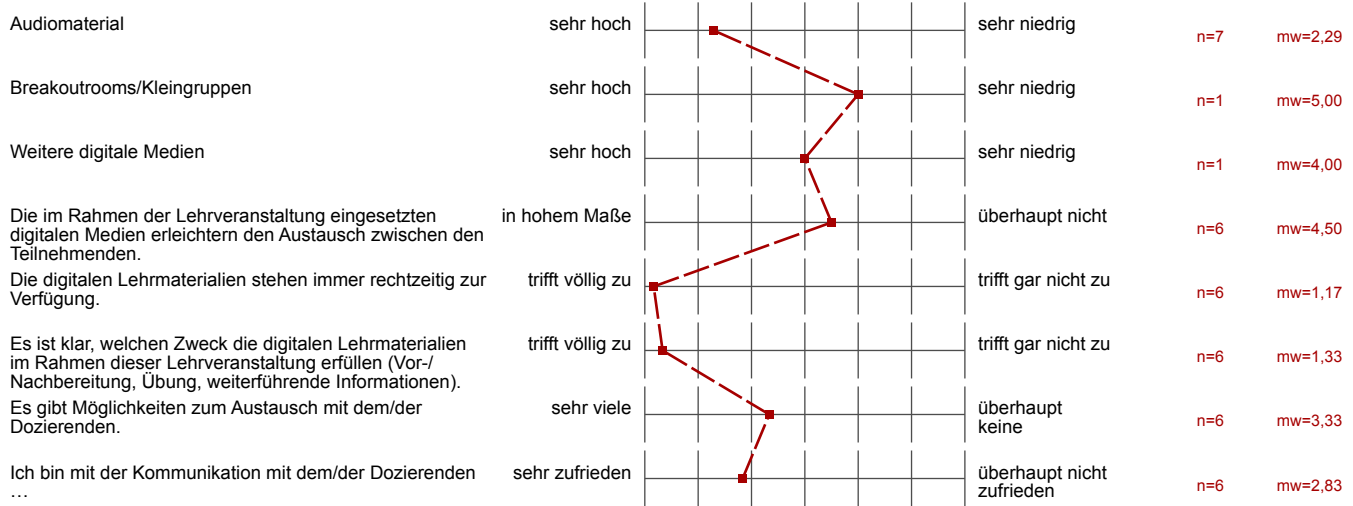 Audiomaterial sehr hoch sehr niedrig n=7 mw=2,29
Breakoutrooms/Kleingruppen sehr hoch sehr niedrig n=1 mw=5,00
Weitere digitale Medien sehr hoch sehr niedrig n=1 mw=4,00
Die im Rahmen der Lehrveranstaltung eingesetzten in hohem Maße überhaupt nicht n=6 mw=4,50
digitalen Medien erleichtern den Austausch zwischen den
Teilnehmenden.
Die digitalen Lehrmaterialien stehen immer rechtzeitig zur trifft völlig zu trifft gar nicht zu n=6 mw=1,17
Verfügung.
Es ist klar, welchen Zweck die digitalen Lehrmaterialien trifft völlig zu trifft gar nicht zu n=6 mw=1,33
im Rahmen dieser Lehrveranstaltung erfüllen (Vor-/
Nachbereitung, Übung, weiterführende Informationen).
Es gibt Möglichkeiten zum Austausch mit dem/der sehr viele überhaupt n=6 mw=3,33
Dozierenden. keine
Ich bin mit der Kommunikation mit dem/der Dozierenden sehr zufrieden überhaupt nicht n=6 mw=2,83
… zufrieden